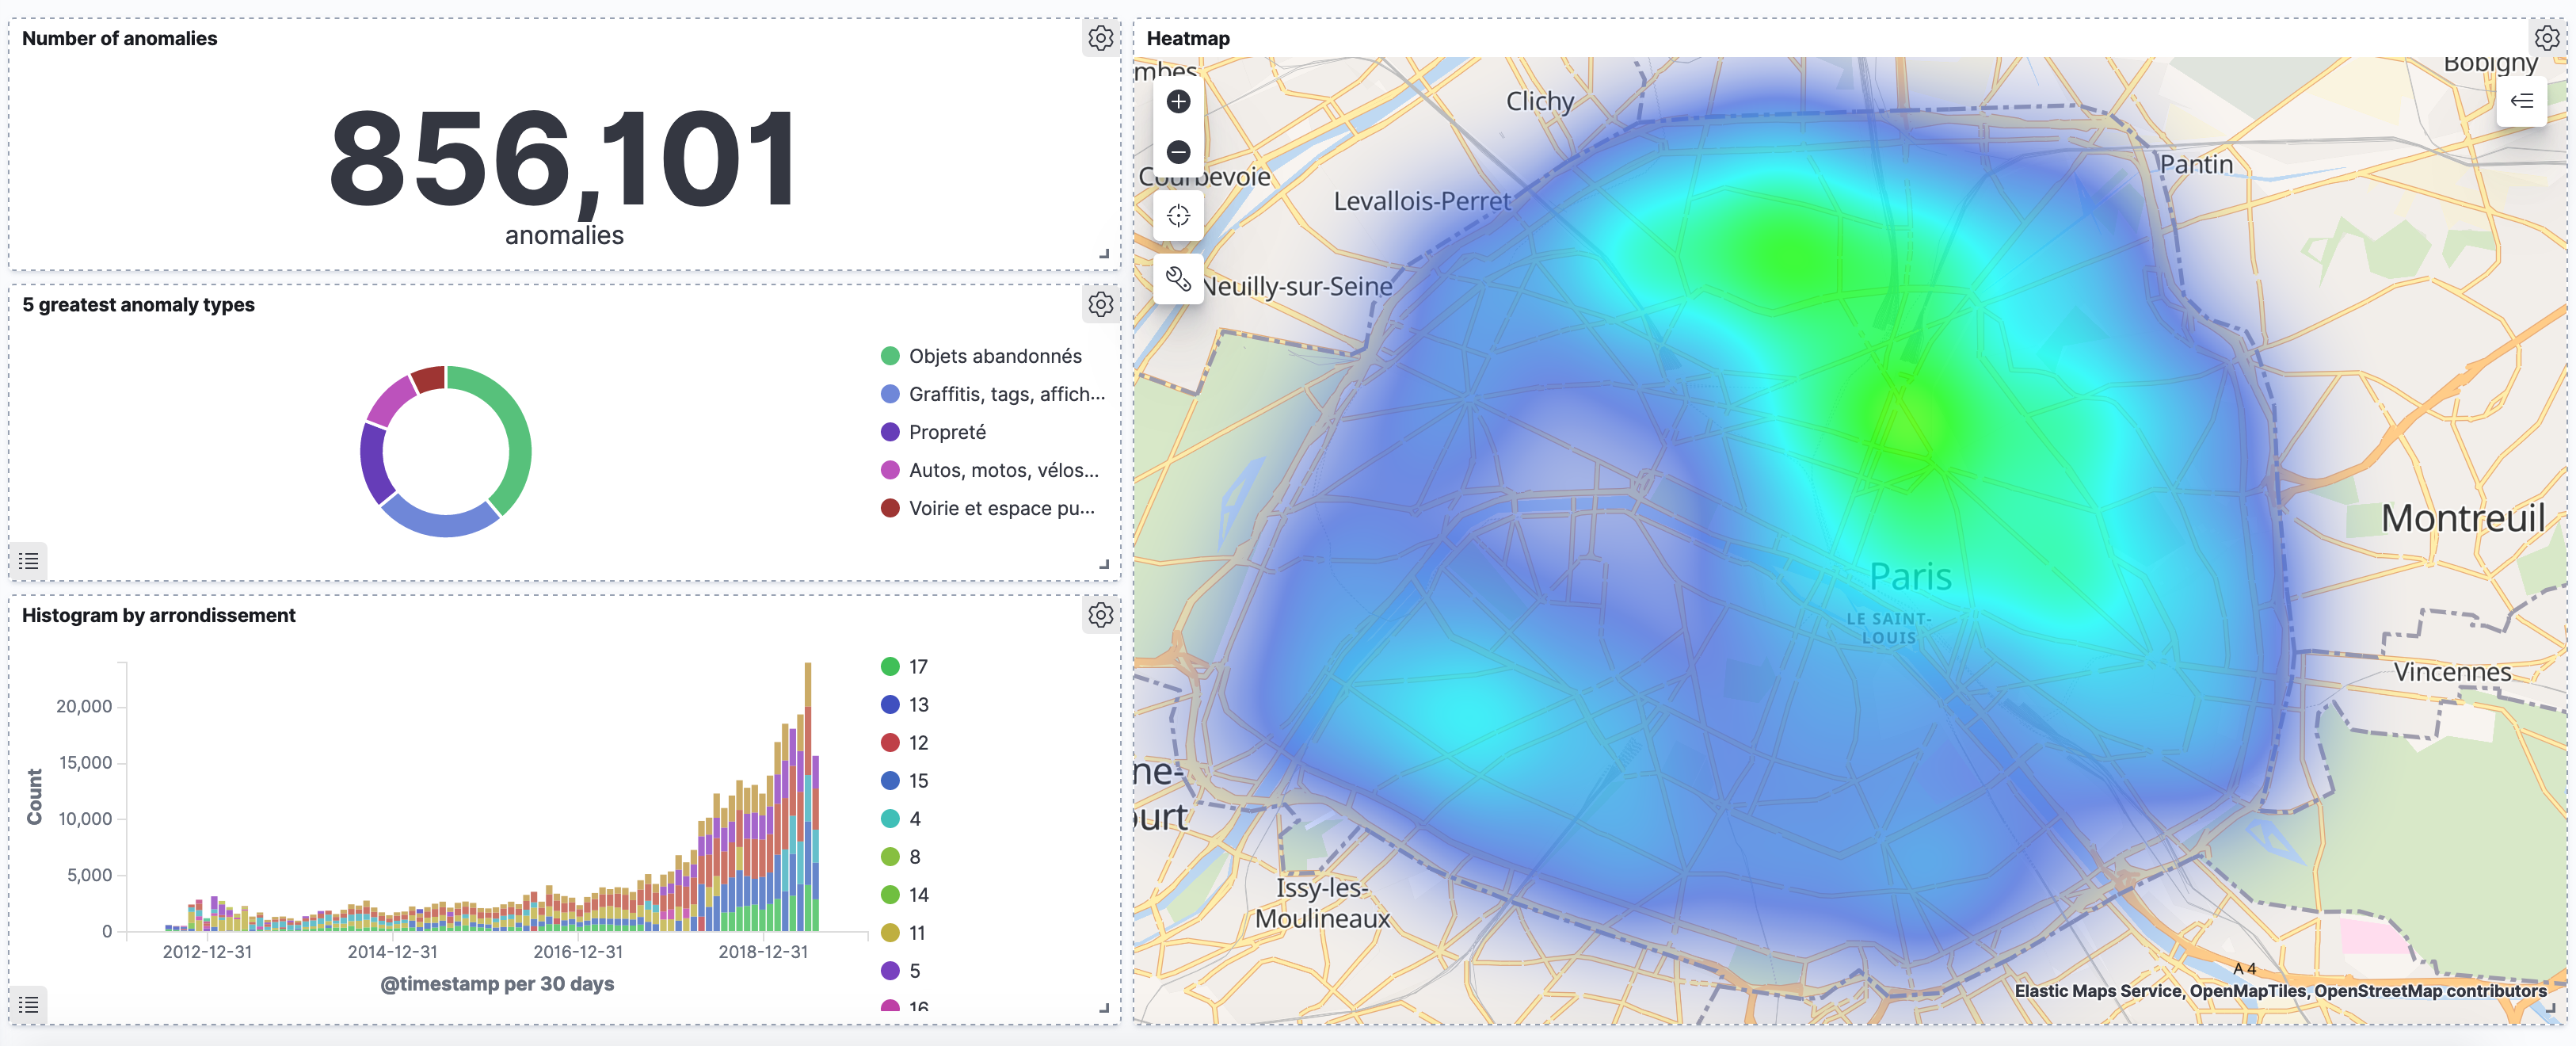 Number of anomalies
856,101
anomalies
5 greatest anomaly types
Objets abandonnés
Graffitis, tags, affich...
Propreté
Autos, motos, vélos...
Voirie et espace pu...
Histogram by arrondissement
Count
20,000
15,000
10,000
5,000
0
2012-12-31
2014-12-31
2016-12-31
2018-12-31
@timestamp per 30 days
17
13
12
15
4
8
14
11
5
16
Heatmap
mbes
Bobigny
Clichy
Pantin
Courbevoie
Levallois-Perret
Neuilly-sur-Seine
Montreuil
Paris
LE SAINT-
LOUIS
Vincennes
ne-
ourt
Issy-les-
Moulineaux
A 4
Elastic Maps Service, OpenMapTiles, OpenStreetMap contributors